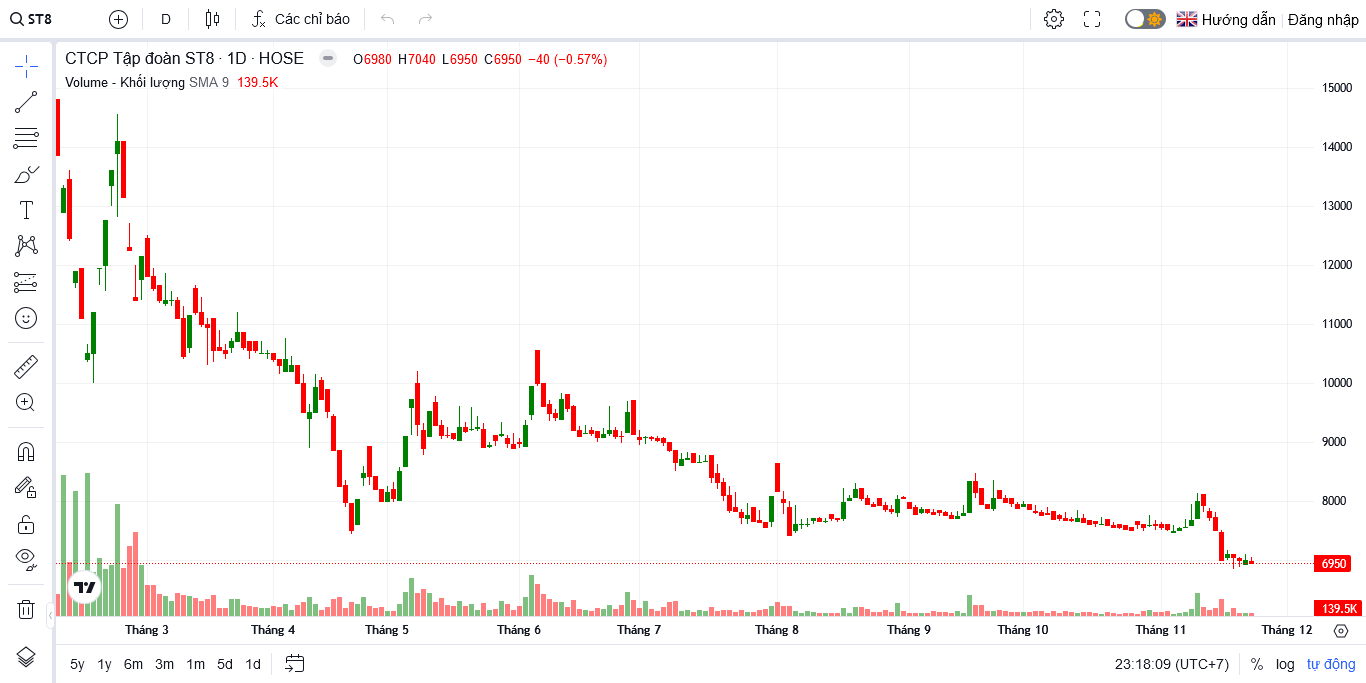 ST8 D Các chỉ báo Hướng dẫn Đăng nhập
CTCP Tập đoàn ST8 · 1D · HOSE O6980 H7040 L6950 C6950 −40 (−0.57%)
Volume - Khối lượng SMA 9 139.5K
15000
14000
13000
12000
11000
10000
9000
8000
6950
139.5K
Tháng 3 Tháng 4 Tháng 5 Tháng 6 Tháng 7 Tháng 8 Tháng 9 Tháng 10 Tháng 11 Tháng 12
5y 1y 6m 3m 1m 5d 1d 23:18:09 (UTC+7) % log tự động